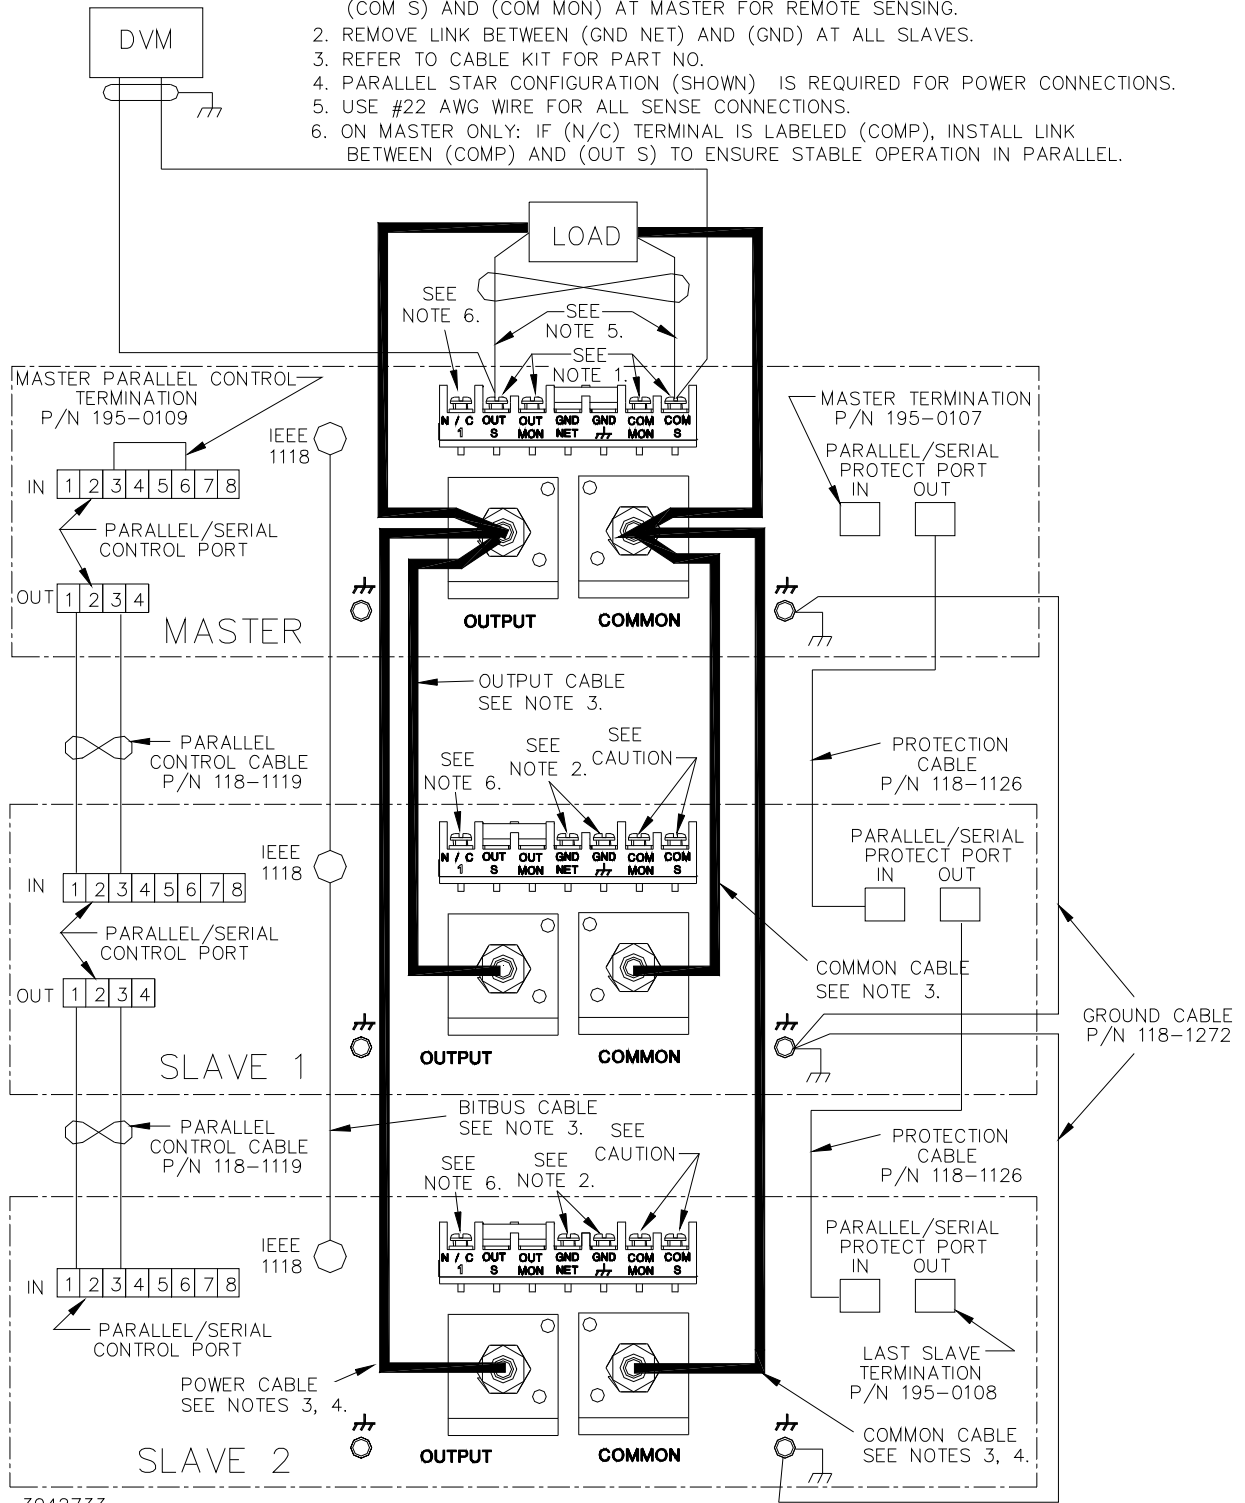 (COM S) AND (COM MON) AT MASTER FOR REMOTE SENSING.
2. REMOVE LINK BETWEEN (GND NET) AND (GND) AT ALL SLAVES.
3. REFER TO CABLE KIT FOR PART NO.
4. PARALLEL STAR CONFIGURATION (SHOWN) IS REQUIRED FOR POWER CONNECTIONS.
5. USE #22 AWG WIRE FOR ALL SENSE CONNECTIONS.
6. ON MASTER ONLY: IF (N/C) TERMINAL IS LABELED (COMP), INSTALL LINK
BETWEEN (COMP) AND (OUT S) TO ENSURE STABLE OPERATION IN PARALLEL.
DVM
LOAD
SEE
NOTE 6.
SEE
NOTE 5.
SEE
NOTE 1.
MASTER PARALLEL CONTROL
TERMINATION
P/N 195-0109
IEEE
1118
N / C OUT OUT GND GND COM COM
1 S MON NET MON S
MASTER TERMINATION
P/N 195-0107
PARALLEL/SERIAL
PROTECT PORT
IN OUT
IN 1 2 3 4 5 6 7 8
PARALLEL/SERIAL
CONTROL PORT
OUT 1 2 3 4
MASTER
OUTPUT COMMON
OUTPUT CABLE
SEE NOTE 3.
PARALLEL
CONTROL CABLE
P/N 118-1119
SEE
NOTE 6.
SEE
NOTE 2.
SEE
CAUTION
PROTECTION
CABLE
P/N 118-1126
N / C OUT OUT GND GND COM COM
1 S MON NET MON S
IEEE
1118
PARALLEL/SERIAL
PROTECT PORT
IN OUT
IN 1 2 3 4 5 6 7 8
PARALLEL/SERIAL
CONTROL PORT
OUT 1 2 3 4
COMMON CABLE
SEE NOTE 3.
GROUND CABLE
P/N 118-1272
SLAVE 1
OUTPUT COMMON
BITBUS CABLE
SEE NOTE 3.
PARALLEL
CONTROL CABLE
P/N 118-1119
SEE
NOTE 6.
SEE
NOTE 2.
SEE
CAUTION
PROTECTION
CABLE
P/N 118-1126
N / C OUT OUT GND GND COM COM
1 S MON NET MON S
IEEE
1118
PARALLEL/SERIAL
PROTECT PORT
IN OUT
IN 1 2 3 4 5 6 7 8
PARALLEL/SERIAL
CONTROL PORT
LAST SLAVE
TERMINATION
P/N 195-0108
POWER CABLE
SEE NOTES 3, 4.
COMMON CABLE
SEE NOTES 3, 4.
SLAVE 2
OUTPUT COMMON